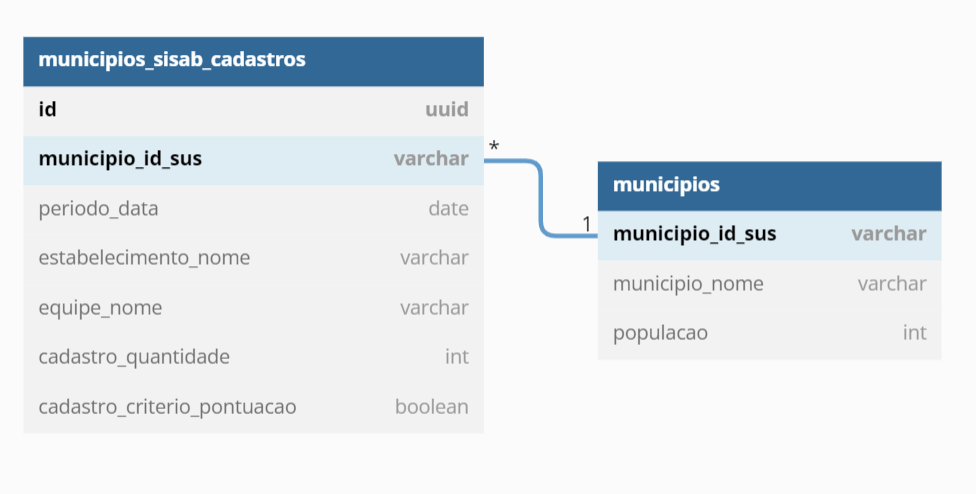 municipios_sisab_cadastros
id uuid
municipio_id_sus varchar
periodo_data date
estabelecimento_nome varchar
equipe_nome varchar
cadastro_quantidade int
cadastro_criterio_pontuacao boolean
*
1
municipios
municipio_id_sus varchar
municipio_nome varchar
populacao int